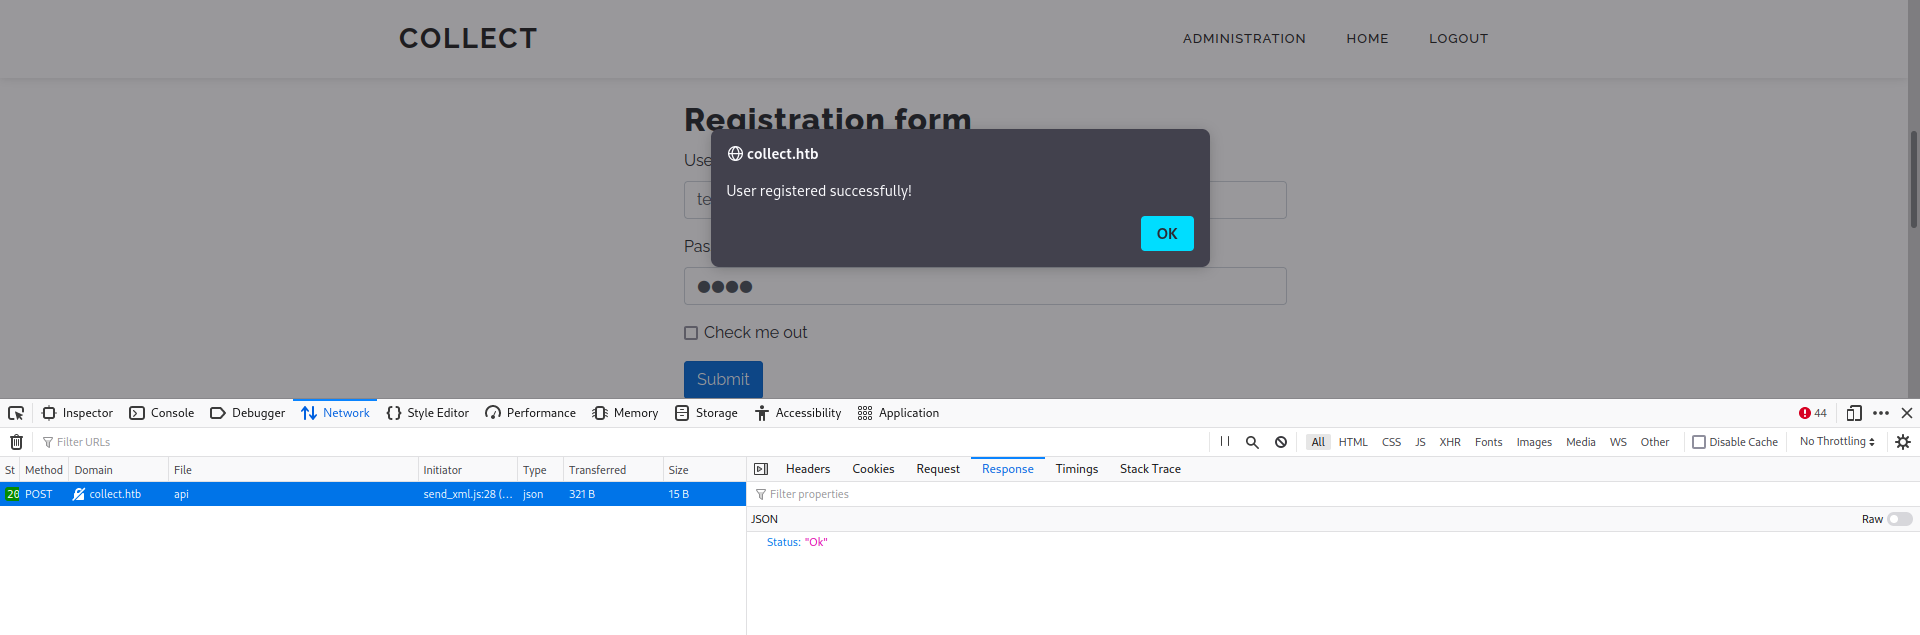 COLLECT
ADMINISTRATION HOME LOGOUT
Registration form
collect.htb
User registered successfully!
OK
Check me out
Submit
Inspector Console Debugger Network Style Editor Performance Memory Storage Accessibility Application 44
Filter URLs All HTML CSS JS XHR Fonts Images Media WS Other Disable Cache No Throttling
St Method Domain File Initiator Type Transferred Size
20 POST collect.htb api send_xml.js:28 (... json 321 B 15 B
Headers Cookies Request Response Timings Stack Trace
Filter properties
JSON Raw
Status: "Ok"